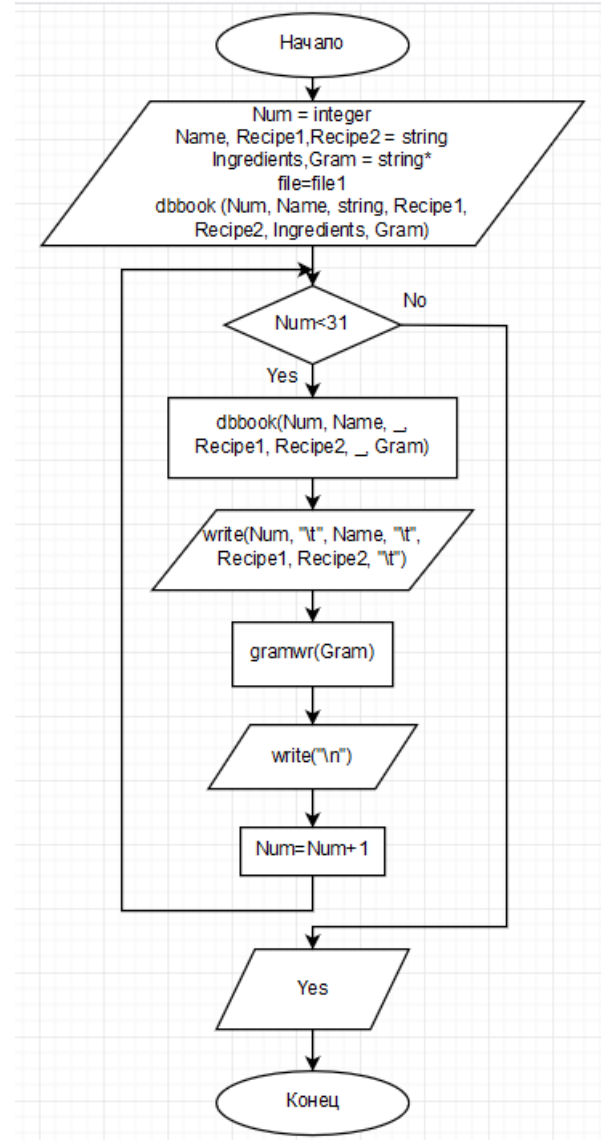 Начало
Num = integer
Name, Recipe1,Recipe2 = string
Ingredients,Gram = string*
file=file1
dbbook (Num, Name, string, Recipe1,
Recipe2, Ingredients, Gram)
Num<31
No
Yes
dbbook(Num, Name, _,
Recipe1, Recipe2, _, Gram)
write(Num, "\t", Name, "\t",
Recipe1, Recipe2, "\t")
gramwr(Gram)
write("\n")
Num=Num+1
Yes
Конец